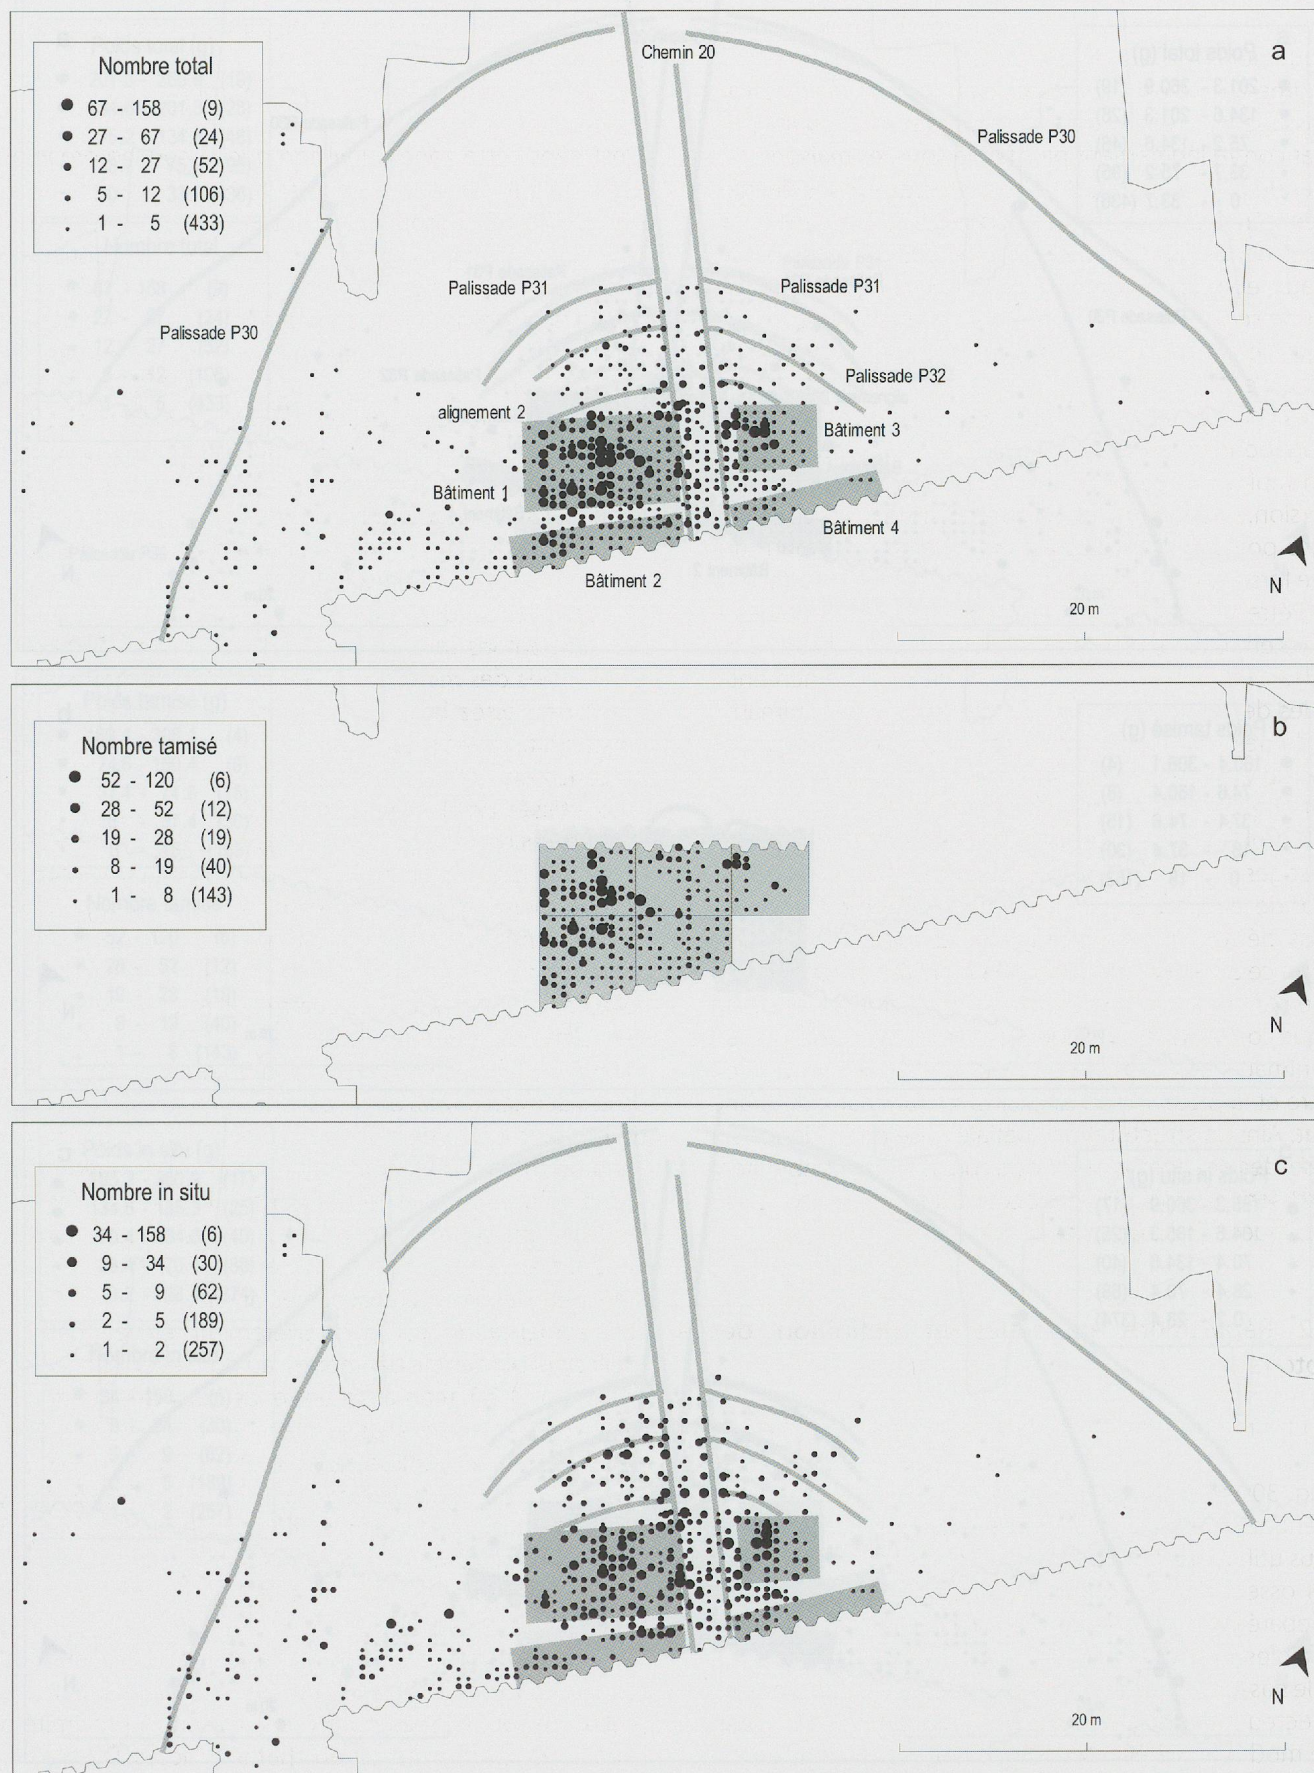 a
Nombre total
67 - 158 (9)
27 - 67 (24)
12 - 27 (52)
5 - 12 (106)
1 - 5 (433)
Chemin 20
Palissade P30
Palissade P31
Palissade P31
Palissade P30
Palissade P32
alignement 2
Bâtiment 3
Bâtiment 1
Bâtiment 4
Bâtiment 2
N
20 m
b
Nombre tamisé
52 - 120 (6)
28 - 52 (12)
19 - 28 (19)
8 - 19 (40)
1 - 8 (143)
N
20 m
c
Nombre in situ
34 - 158 (6)
9 - 34 (30)
5 - 9 (62)
2 - 5 (189)
1 - 2 (257)
N
20 m